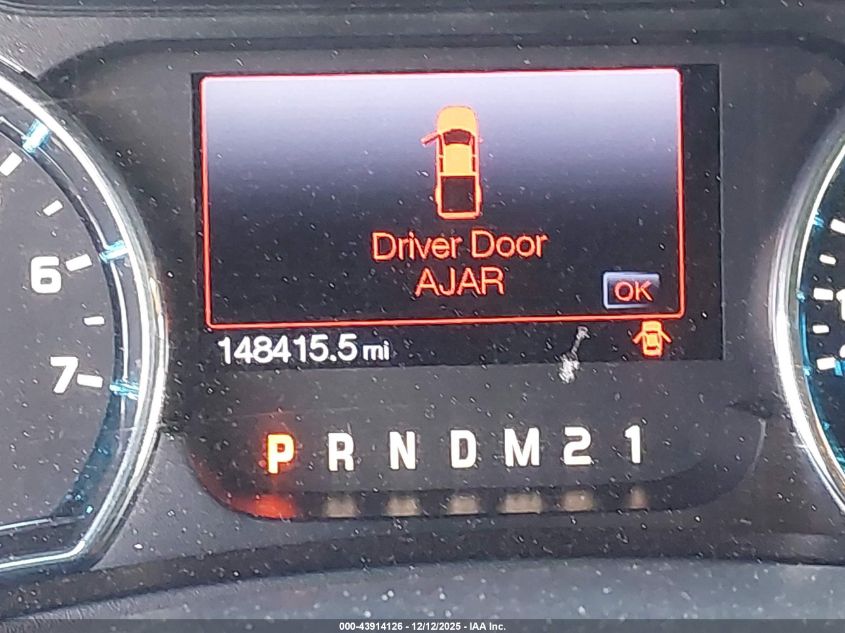 Driver Door
AJAR
OK
6
148415.5 mi
7
P R N D M 2 1
000-43914126 - 12/12/2025 - IAA Inc.